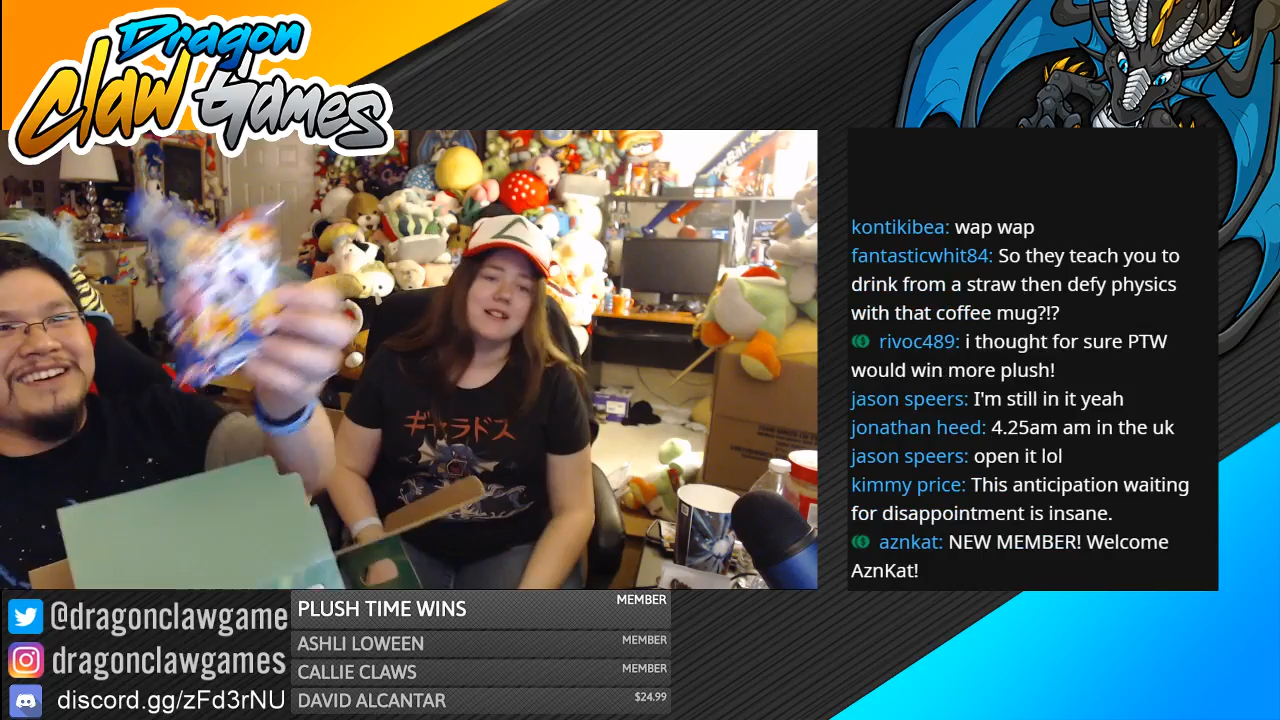 Dragon
Claw Games
ギャラドス
kontikibea: wap wap
fantasticwhit84: So they teach you to
drink from a straw then defy physics
with that coffee mug?!?
rivoc489: i thought for sure PTW
would win more plush!
jason speers: I'm still in it yeah
jonathan heed: 4.25am am in the uk
jason speers: open it lol
kimmy price: This anticipation waiting
for disappointment is insane.
aznkat: NEW MEMBER! Welcome
AznKat!
@dragonclawgame
dragonclawgames
discord.gg/zFd3rNU
PLUSH TIME WINS MEMBER
ASHLI LOWEEN MEMBER
CALLIE CLAWS MEMBER
DAVID ALCANTAR $24.99